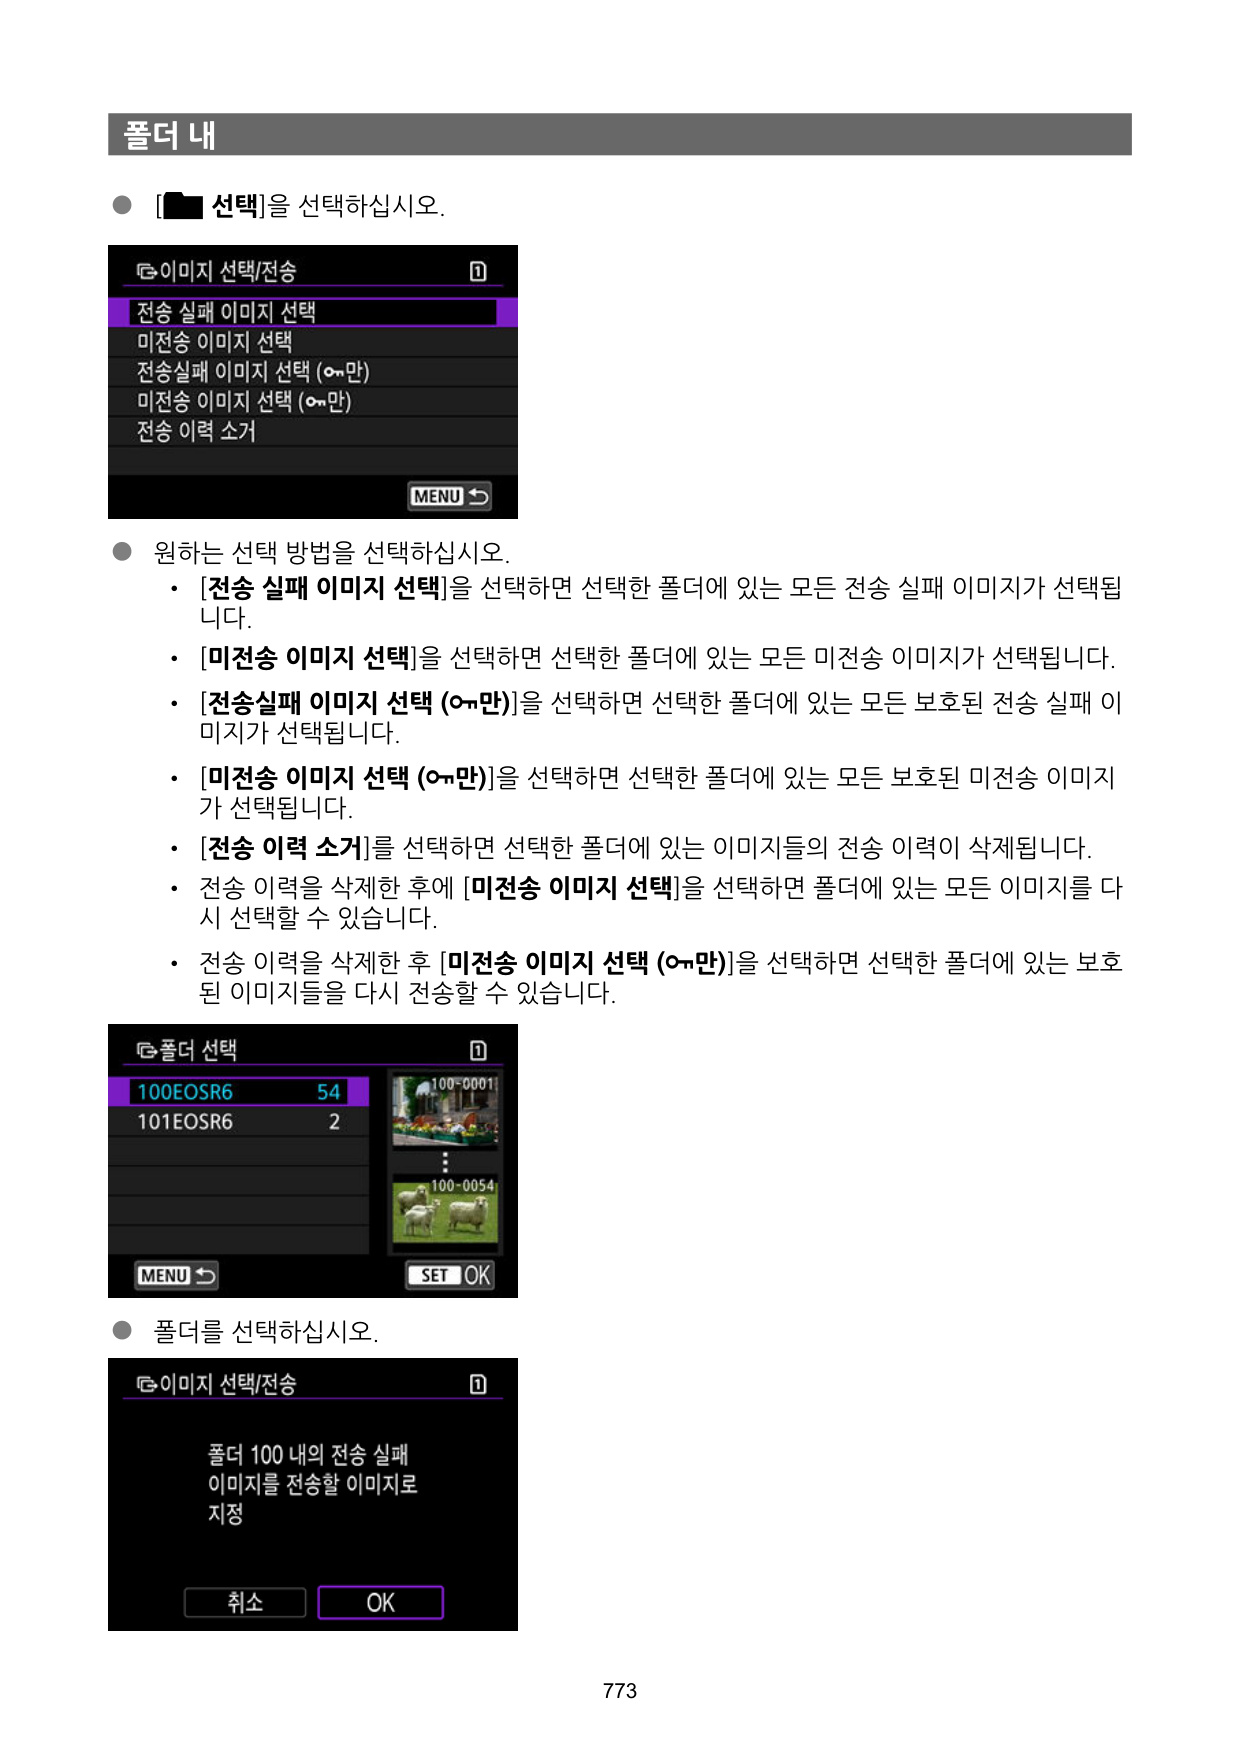 폴더 내
[선택]을 선택하십시오.
이미지 선택/전송 1
전송 실패 이미지 선택
미전송 이미지 선택
전송실패 이미지 선택 (만)
미전송 이미지 선택 (만)
전송 이력 소거
MENU
원하는 선택 방법을 선택하십시오.
• [전송 실패 이미지 선택]을 선택하면 선택한 폴더에 있는 모든 전송 실패 이미지가 선택됩
니다.
• [미전송 이미지 선택]을 선택하면 선택한 폴더에 있는 모든 미전송 이미지가 선택됩니다.
• [전송실패 이미지 선택 (만)]을 선택하면 선택한 폴더에 있는 모든 보호된 전송 실패 이
미지가 선택됩니다.
• [미전송 이미지 선택 (만)]을 선택하면 선택한 폴더에 있는 모든 보호된 미전송 이미지
가 선택됩니다.
• [전송 이력 소거]를 선택하면 선택한 폴더에 있는 이미지들의 전송 이력이 삭제됩니다.
• 전송 이력을 삭제한 후에 [미전송 이미지 선택]을 선택하면 폴더에 있는 모든 이미지를 다
시 선택할 수 있습니다.
• 전송 이력을 삭제한 후 [미전송 이미지 선택 (만)]을 선택하면 선택한 폴더에 있는 보호
된 이미지들을 다시 전송할 수 있습니다.
폴더 선택 1
100EOSR6 54
101EOSR6 2
100-0001
100-0054
MENU
SET OK
폴더를 선택하십시오.
이미지 선택/전송 1
폴더 100 내의 전송 실패
이미지를 전송할 이미지로
지정
취소 OK
773